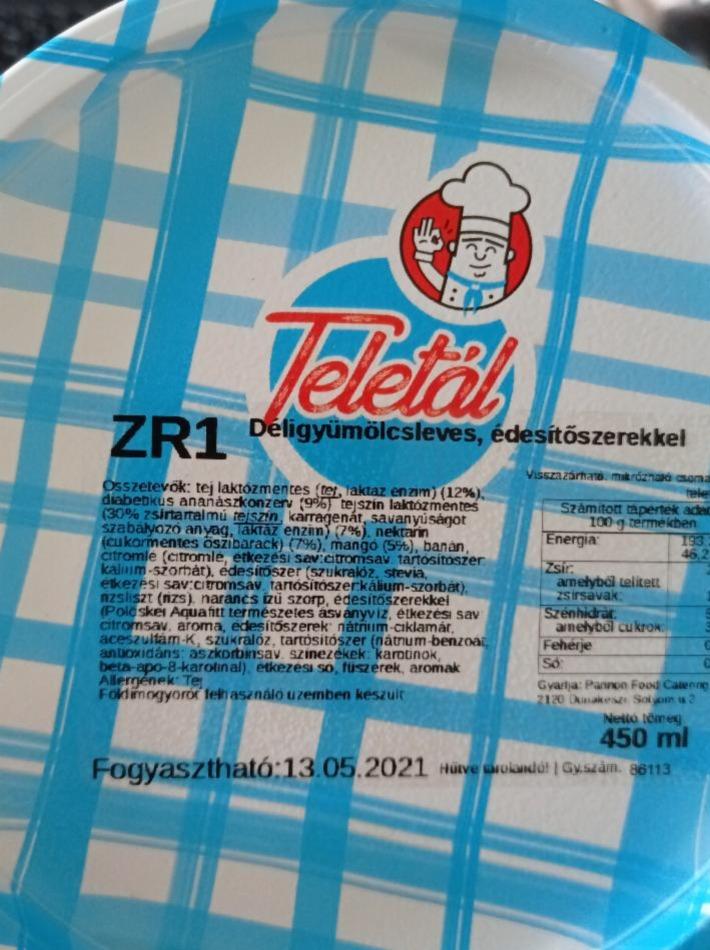 Teletál
ZR1 Déligyümölcsleves, édesítőszerekkel
Összetevők: tej laktózmentes (tej, laktáz enzim) (12%),
diabetikus ananászkonzerv (9%) tejszín laktózmentes
(30% zsírtartalmú tejszín, karragénát, savanyúságot
szabályozó anyag, laktáz enzim) (7%), nektarin
(cukormentes őszibarack) (7%), mangó (5%), banán,
citromlé (citromlé, étkezési sav:citromsav, tartósítószer
kálium-szorbát), édesítőszer (szukralóz, stevia,
étkezési sav:citromsav, tartósítószer:kálium-szorbát),
rizsliszt (rizs), narancs ízű szörp, édesítőszerekkel
(Pölöskei Aquafitt természetes ásványvíz, étkezési sav
citromsav, aroma, édesítőszerek: nátrium-ciklamát,
aceszulfám-K, szukralóz, tartósítószer (nátrium-benzoát,
antioxidáns: aszkorbinsav, színezékek: karotinok,
beta-apo-8-karotinal), étkezési só, fűszerek, aromák
Allergének: Tej
Földimogyorót felhasználó üzemben készült
Visszazárható, mikrózható
Számított tápérték
100 g termékben
Energia: 193,
46,2
Zsír:
amelyből telített
zsírsavak:
Szénhidrát:
amelyből cukrok:
Fehérje
Só:
Gyártja: Pannon Food Catering
2120 Dunakeszi
Nettó tömeg
450 ml
Fogyasztható:13.05.2021 Hűtve tárolandó! | Gy.szám. 86113